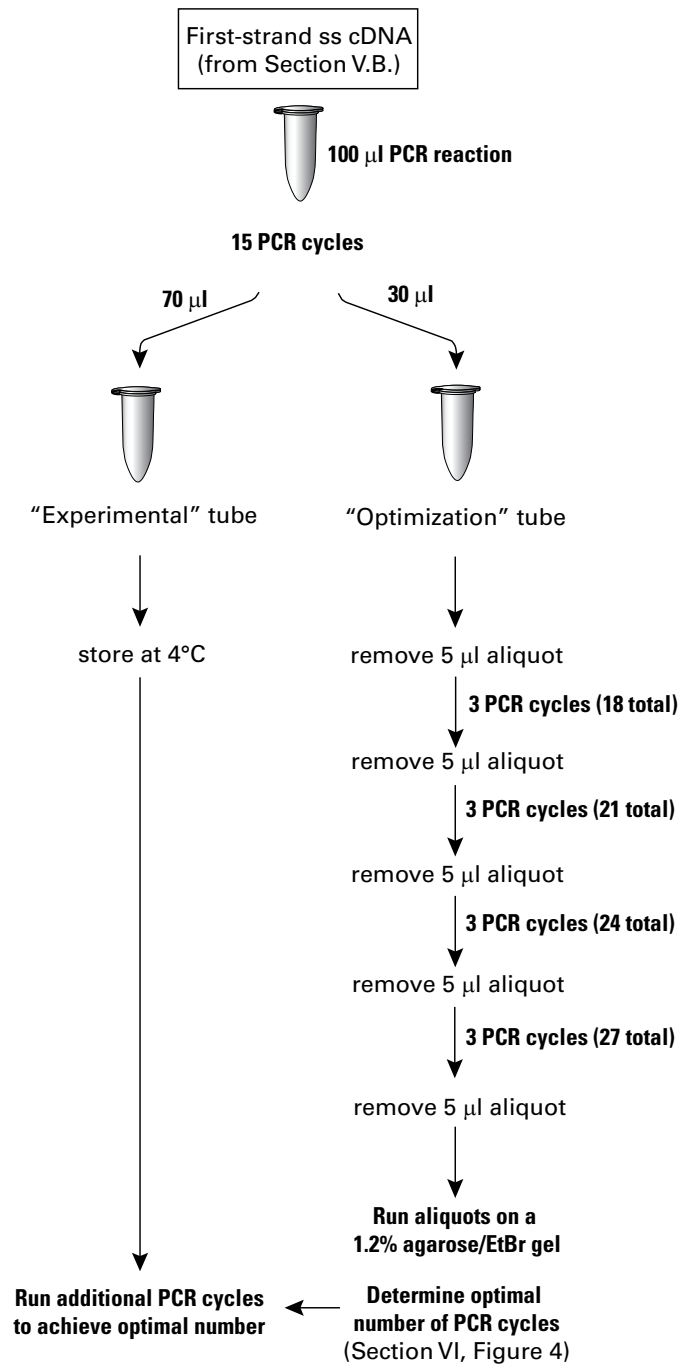 First-strand ss cDNA
(from Section V.B.)
100 μl PCR reaction
15 PCR cycles
70 μl
30 μl
“Experimental” tube
“Optimization” tube
store at 4°C
remove 5 μl aliquot
3 PCR cycles (18 total)
remove 5 μl aliquot
3 PCR cycles (21 total)
remove 5 μl aliquot
3 PCR cycles (24 total)
remove 5 μl aliquot
3 PCR cycles (27 total)
remove 5 μl aliquot
Run aliquots on a
1.2% agarose/EtBr gel
Run additional PCR cycles
to achieve optimal number
Determine optimal
number of PCR cycles
(Section VI, Figure 4)